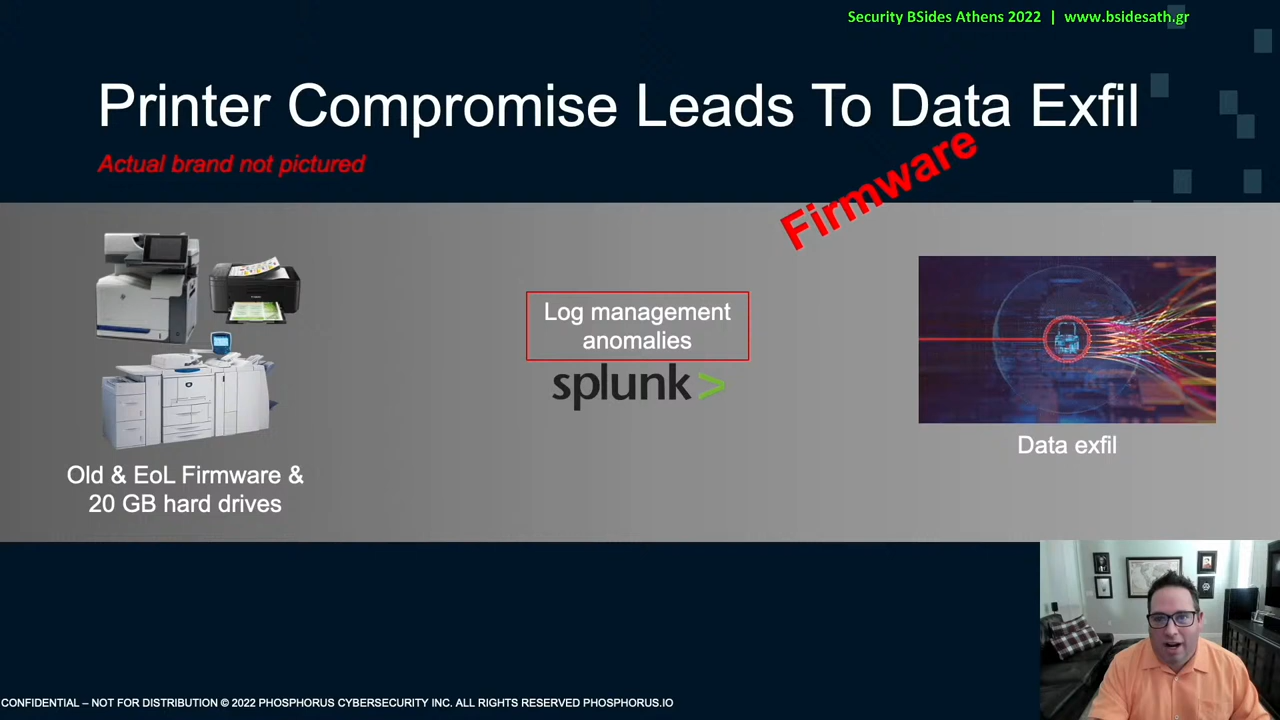 Security BSides Athens 2022 | www.bsidesath.gr
Printer Compromise Leads To Data Exfil
Actual brand not pictured
Firmware
Log management
anomalies
splunk>
Old & EoL Firmware &
20 GB hard drives
Data exfil
CONFIDENTIAL – NOT FOR DISTRIBUTION © 2022 PHOSPHORUS CYBERSECURITY INC. ALL RIGHTS RESERVED PHOSPHORUS.IO